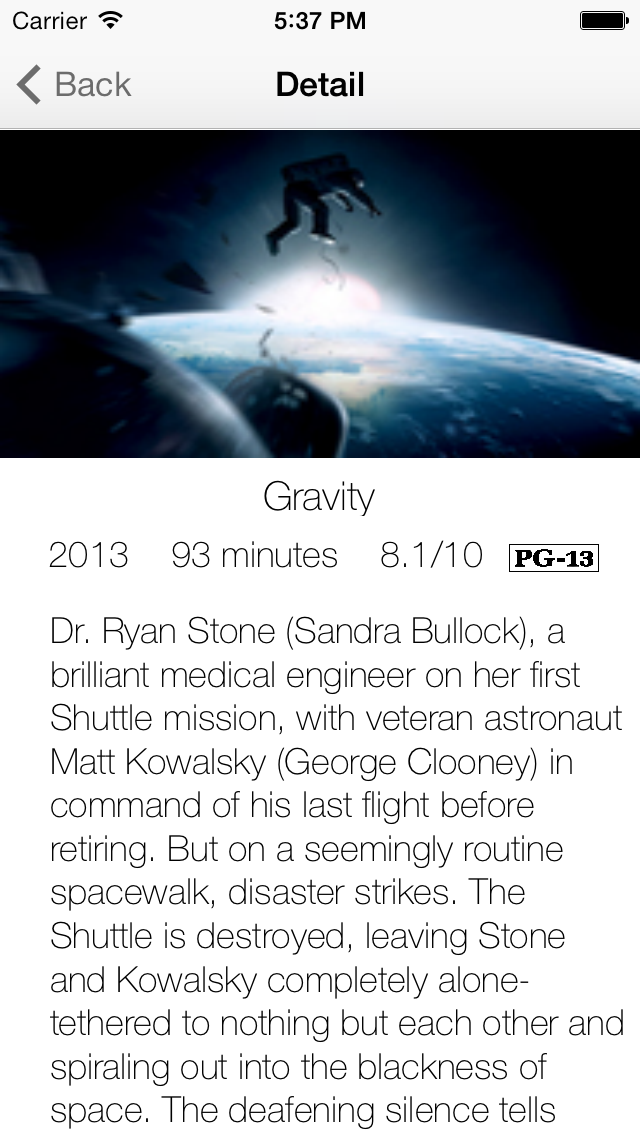 Carrier 5:37 PM
Back Detail
Gravity
2013 93 minutes 8.1/10 PG-13
Dr. Ryan Stone (Sandra Bullock), a
brilliant medical engineer on her first
Shuttle mission, with veteran astronaut
Matt Kowalsky (George Clooney) in
command of his last flight before
retiring. But on a seemingly routine
spacewalk, disaster strikes. The
Shuttle is destroyed, leaving Stone
and Kowalsky completely alone-
tethered to nothing but each other and
spiraling out into the blackness of
space. The deafening silence tells